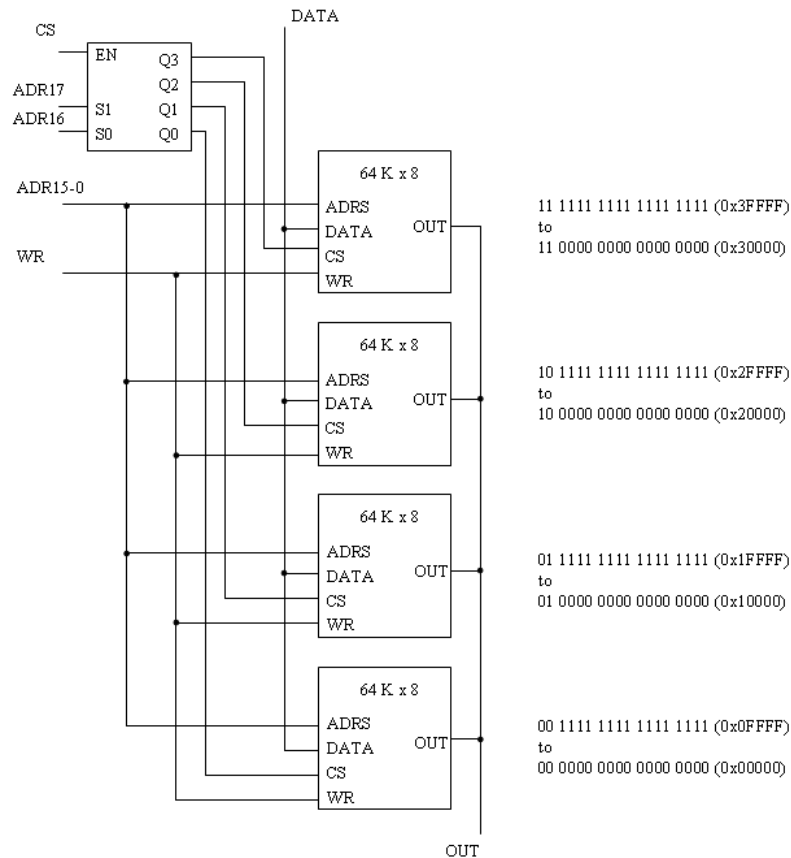 DATA
CS
EN
Q3
Q2
ADR17
S1
Q1
ADR16
S0
Q0
ADR15-0
WR
64 K x 8
ADRS
DATA
CS
WR
OUT
11 1111 1111 1111 1111 (0x3FFFF)
to
11 0000 0000 0000 0000 (0x30000)
64 K x 8
ADRS
DATA
CS
WR
OUT
10 1111 1111 1111 1111 (0x2FFFF)
to
10 0000 0000 0000 0000 (0x20000)
64 K x 8
ADRS
DATA
CS
WR
OUT
01 1111 1111 1111 1111 (0x1FFFF)
to
01 0000 0000 0000 0000 (0x10000)
64 K x 8
ADRS
DATA
CS
WR
OUT
00 1111 1111 1111 1111 (0x0FFFF)
to
00 0000 0000 0000 0000 (0x00000)
OUT